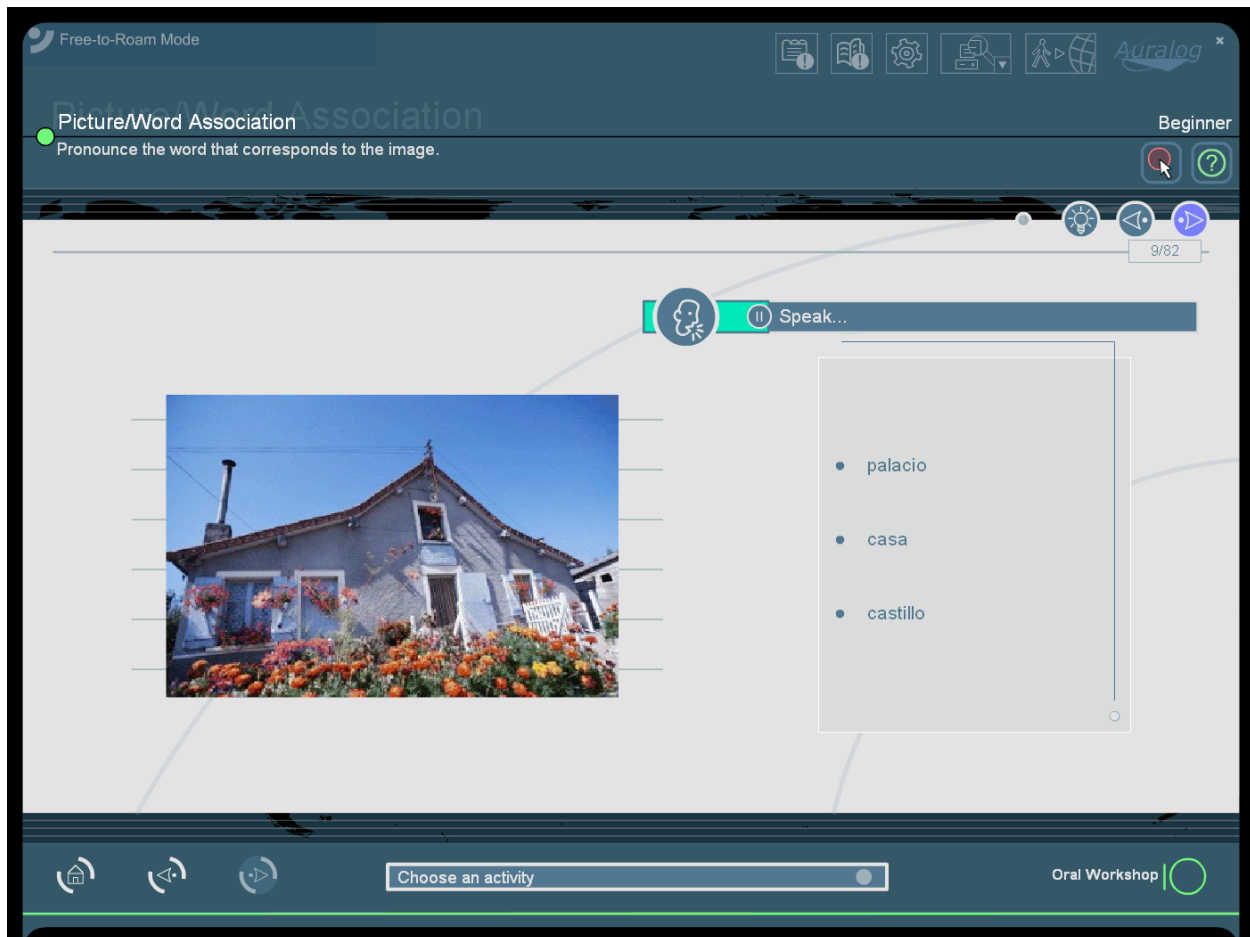 Free-to-Roam Mode
Auralog
Picture/Word Association
Picture/Word Association
Beginner
Pronounce the word that corresponds to the image.
9/82
Speak...
palacio
casa
castillo
Choose an activity
Oral Workshop